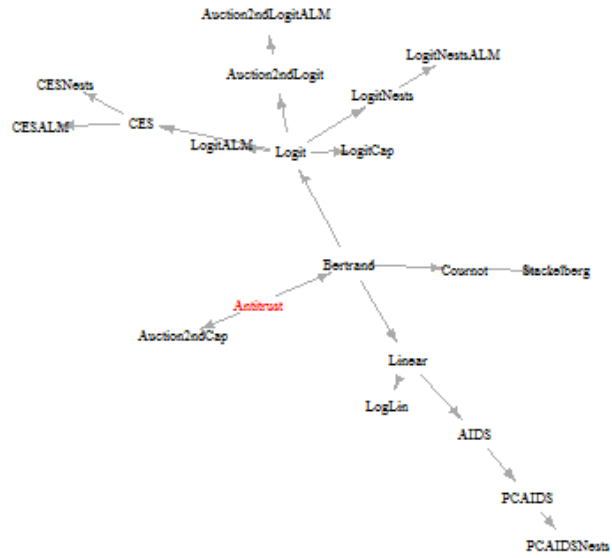 Auction2ndLogitALM
LogitNestsALM
Auction2ndLogit
CESNests
LogitNests
CESALM
CES
LogitALM
Logit
LogitCap
Bertrand
Cournot
Stackelberg
Antitrust
Auction2ndCap
Linear
LogLin
AIDS
PCAIDS
PCAIDSNests